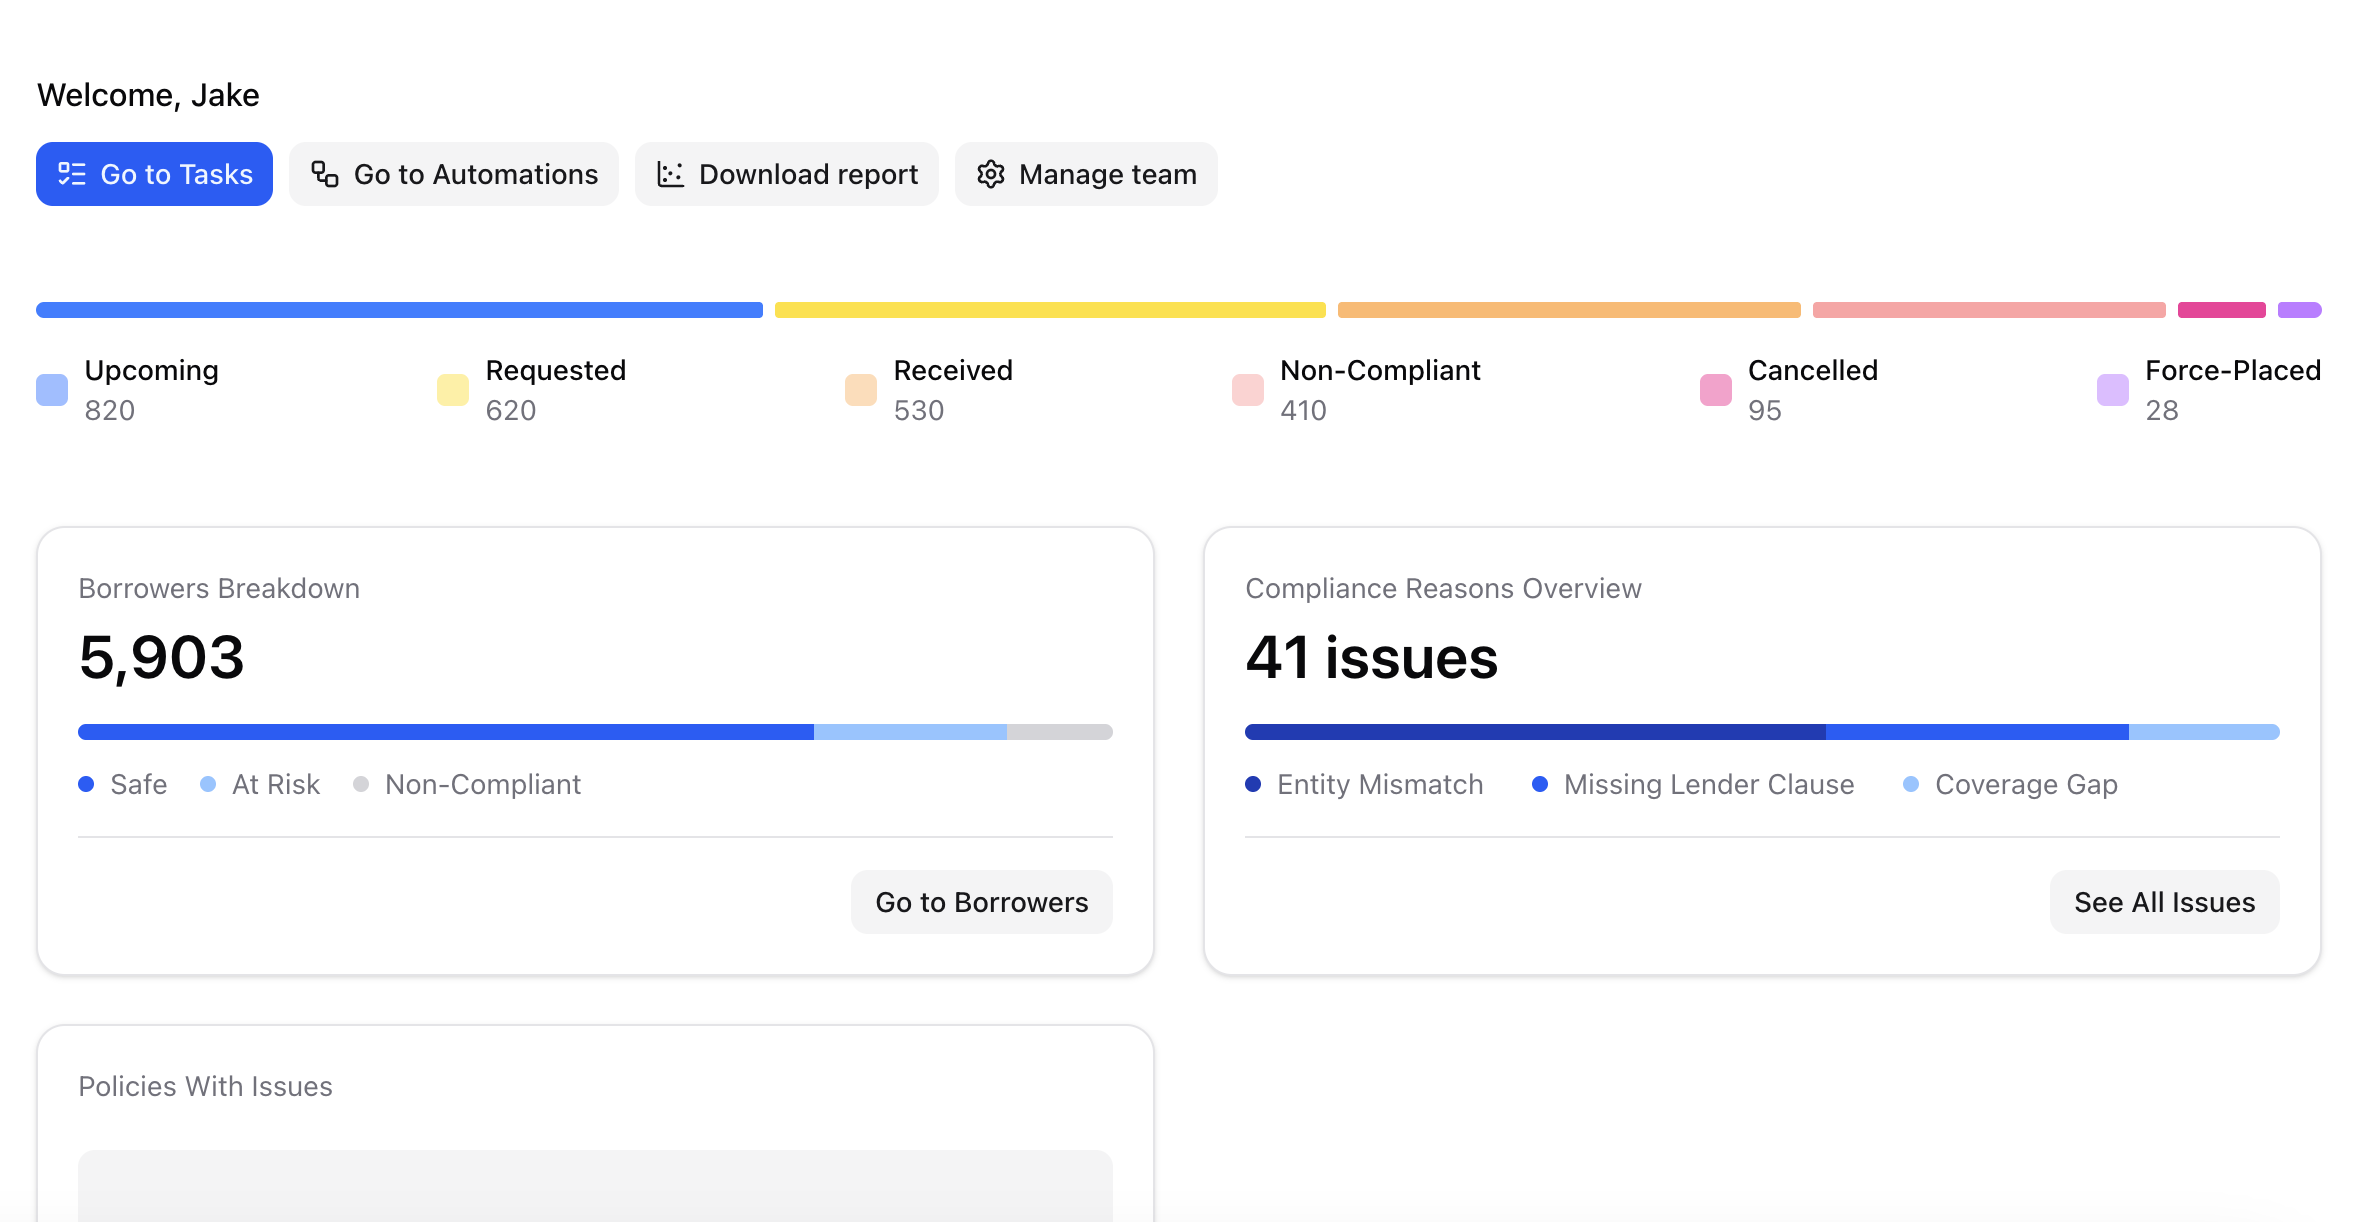 Welcome, Jake
Go to Tasks
Go to Automations
Download report
Manage team
Upcoming
820
Requested
620
Received
530
Non-Compliant
410
Cancelled
95
Force-Placed
28
Borrowers Breakdown
5,903
Safe
At Risk
Non-Compliant
Go to Borrowers
Compliance Reasons Overview
41 issues
Entity Mismatch
Missing Lender Clause
Coverage Gap
See All Issues
Policies With Issues